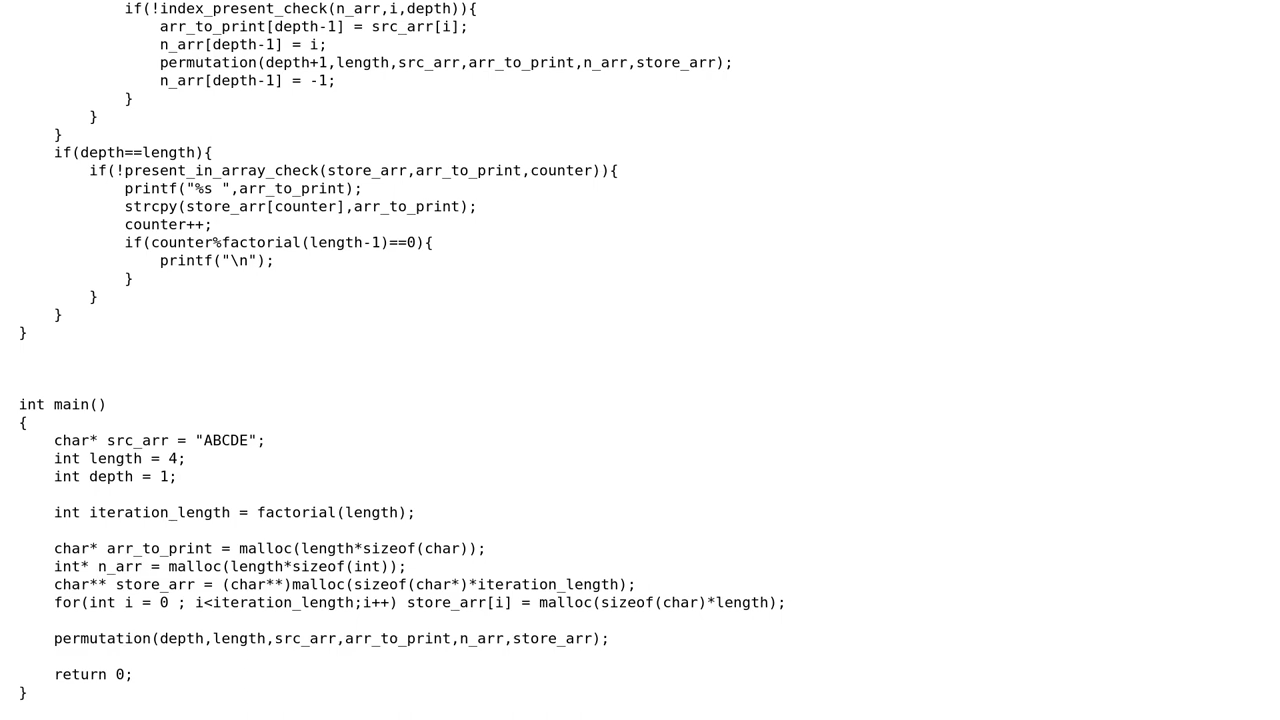 if(!index_present_check(n_arr,i,depth)){
                arr_to_print[depth-1] = src_arr[i];
                n_arr[depth-1] = i;
                permutation(depth+1,length,src_arr,arr_to_print,n_arr,store_arr);
                n_arr[depth-1] = -1;
            }
        }
    }
    if(depth==length){
        if(!present_in_array_check(store_arr,arr_to_print,counter)){
            printf("%s ",arr_to_print);
            strcpy(store_arr[counter],arr_to_print);
            counter++;
            if(counter%factorial(length-1)==0){
                printf("\n");
            }
        }
    }
}

int main()
{
    char* src_arr = "ABCDE";
    int length = 4;
    int depth = 1;

    int iteration_length = factorial(length);

    char* arr_to_print = malloc(length*sizeof(char));
    int* n_arr = malloc(length*sizeof(int));
    char** store_arr = (char**)malloc(sizeof(char*)*iteration_length);
    for(int i = 0 ; i<iteration_length;i++) store_arr[i] = malloc(sizeof(char)*length);

    permutation(depth,length,src_arr,arr_to_print,n_arr,store_arr);

    return 0;
}